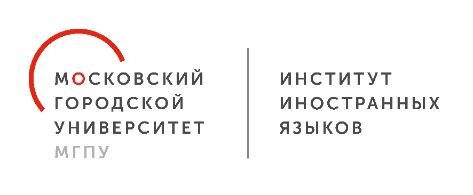 МОСКОВСКИЙ
ГОРОДСКОЙ
УНИВЕРСИТЕТ
МГПУ
ИНСТИТУТ
ИНОСТРАННЫХ
ЯЗЫКОВ